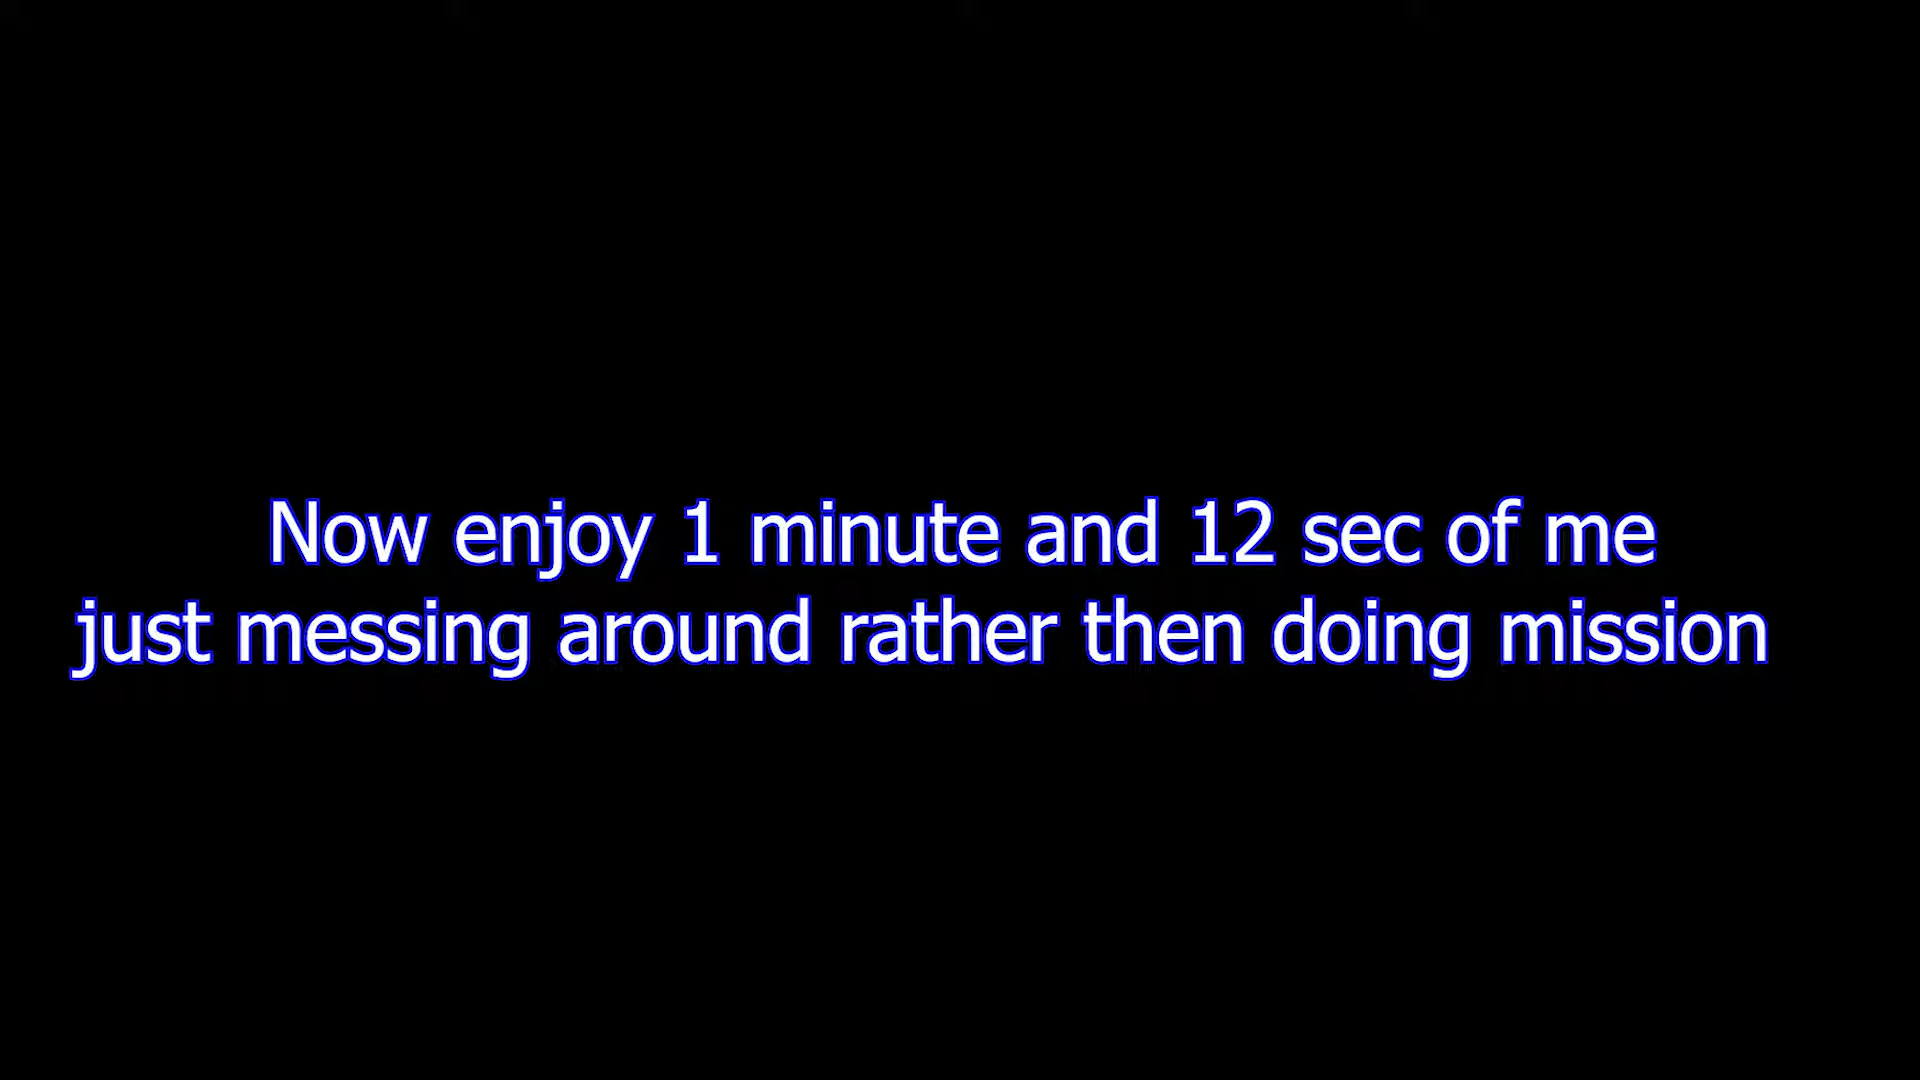 Now enjoy 1 minute and 12 sec of me
just messing around rather then doing mission